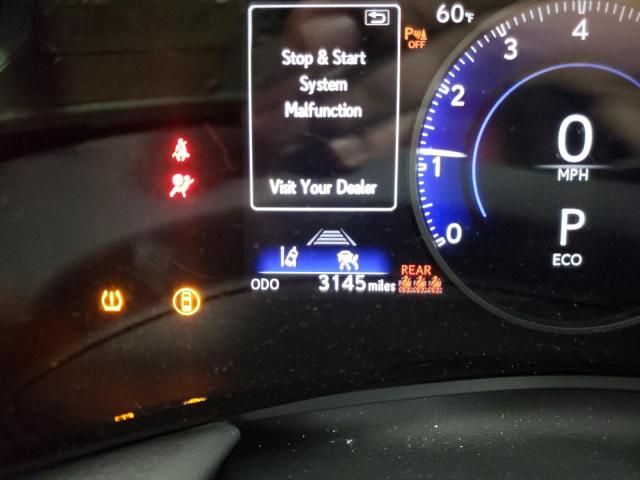 60°F
P
OFF
Stop & Start
System
Malfunction
Visit Your Dealer
4
3
2
1
0
0
MPH
P
ECO
REAR
ODO 3145 miles